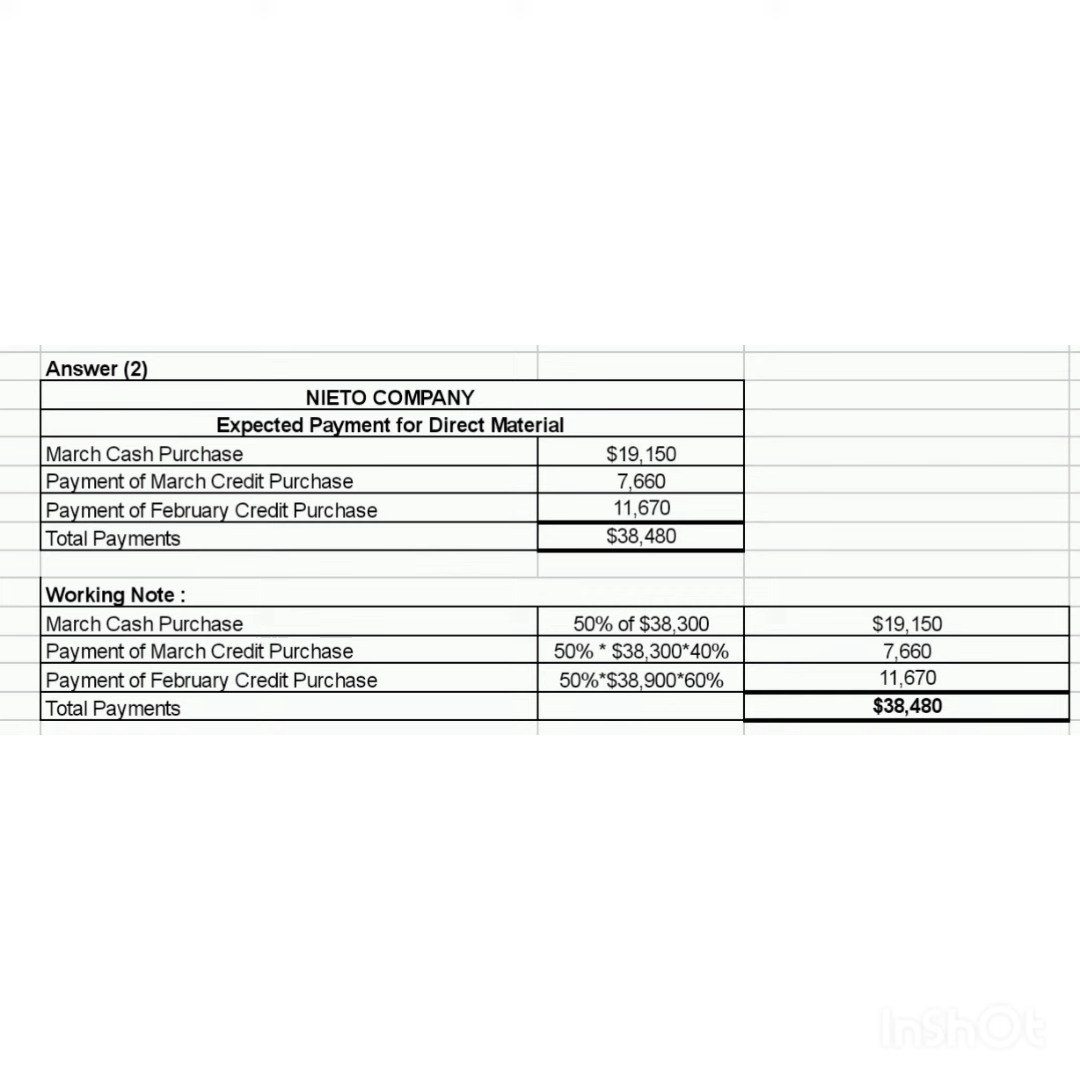 Answer (2)
NIETO COMPANY
Expected Payment for Direct Material
March Cash Purchase $19,150
Payment of March Credit Purchase 7,660
Payment of February Credit Purchase 11,670
Total Payments $38,480
Working Note :
March Cash Purchase 50% of $38,300 $19,150
Payment of March Credit Purchase 50% * $38,300*40% 7,660
Payment of February Credit Purchase 50%*$38,900*60% 11,670
Total Payments $38,480
InShOt